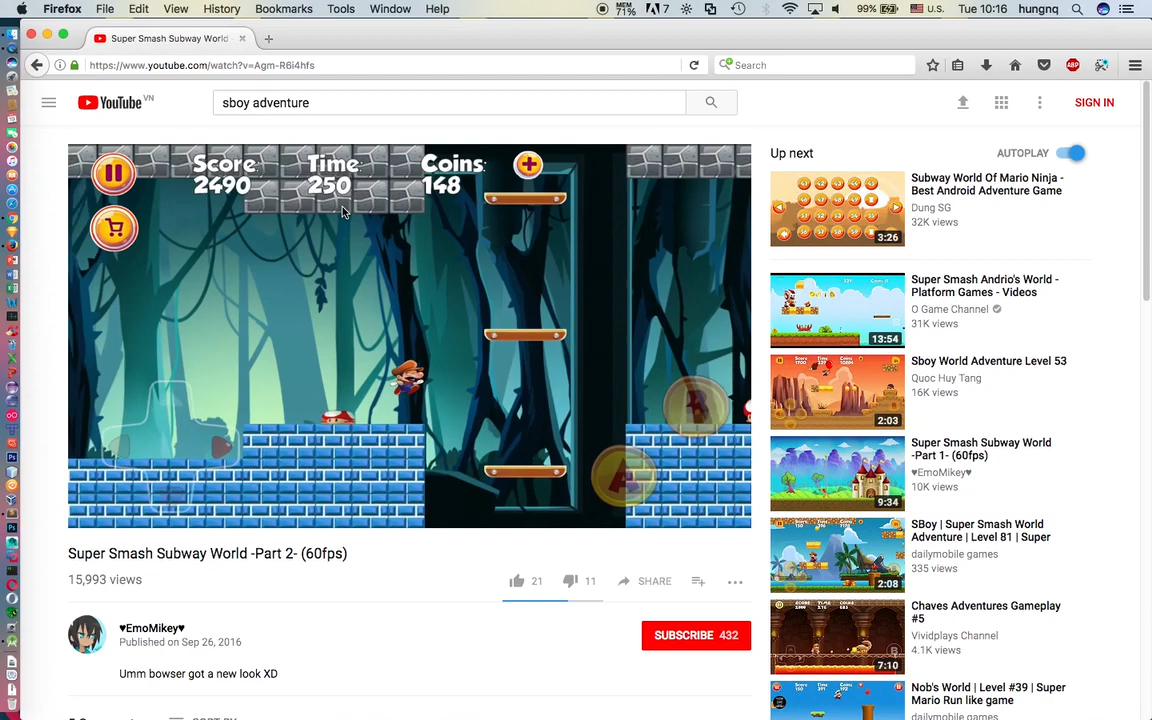 Firefox File Edit View History Bookmarks Tools Window Help MEM 71% 7 99% U.S. Tue 10:16 hungnq
Super Smash Subway World -
https://www.youtube.com/watch?v=Agm-R6i4hfs
Search
ABP
YouTube VN
sboy adventure
SIGN IN
Score: Time: Coins:
2490 250 148
B
A
Super Smash Subway World -Part 2- (60fps)
15,993 views
21 11 SHARE
♥EmoMikey♥
Published on Sep 26, 2016
SUBSCRIBE 432
Umm bowser got a new look XD
Up next
AUTOPLAY
Subway World Of Mario Ninja -
Best Android Adventure Game
Dung SG
32K views
3:26
Super Smash Andrio's World -
Platform Games - Videos
O Game Channel
31K views
13:54
Sboy World Adventure Level 53
Quoc Huy Tang
16K views
2:03
Super Smash Subway World
-Part 1- (60fps)
♥EmoMikey♥
10K views
9:34
SBoy | Super Smash World
Adventure | Level 81 | Super
dailymobile games
335 views
2:08
Chaves Adventures Gameplay
#5
Vividplays Channel
4.1K views
7:10
Nob's World | Level #39 | Super
Mario Run like game
dailymobile games